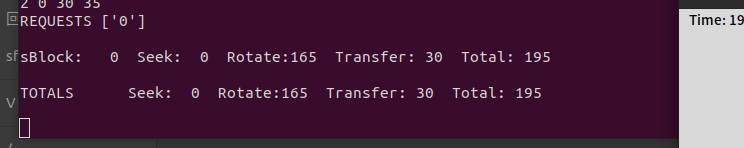 2 0 30 35
REQUESTS ['0']
sBlock:   0  Seek:  0  Rotate:165  Transfer: 30  Total: 195
TOTALS      Seek:  0  Rotate:165  Transfer: 30  Total: 195
Time: 19
sf
V